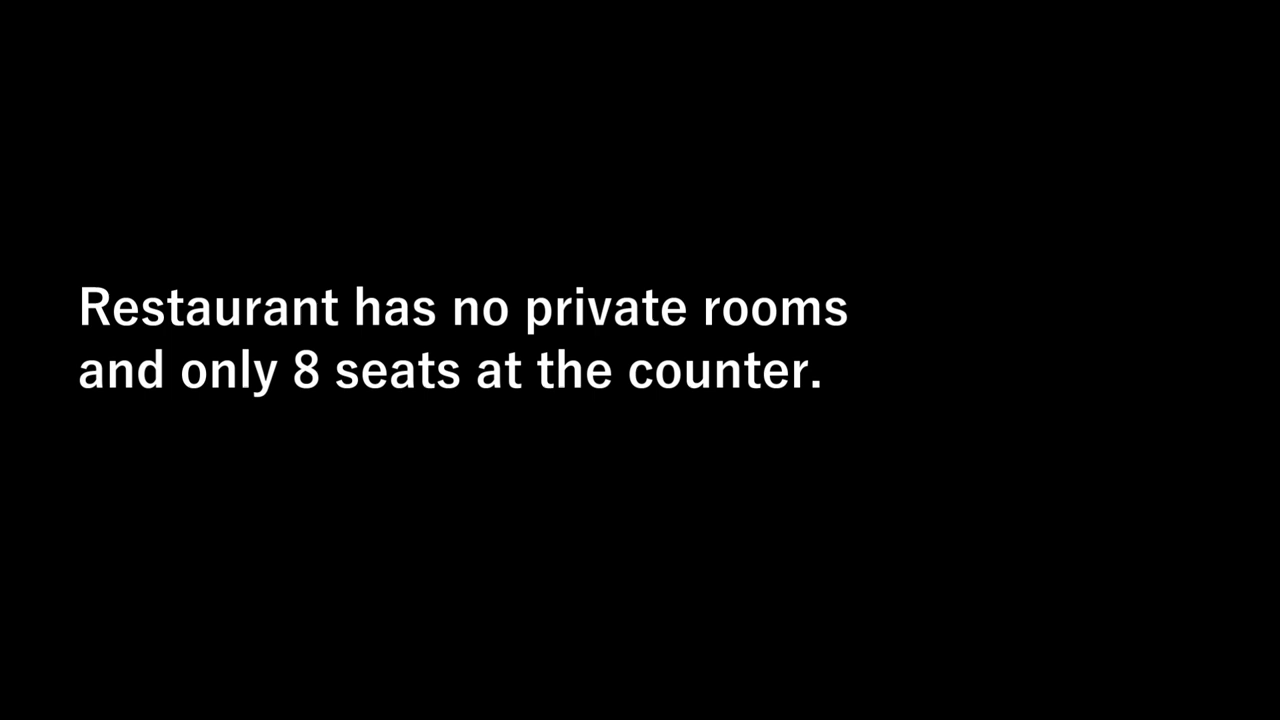 Restaurant has no private rooms
and only 8 seats at the counter.